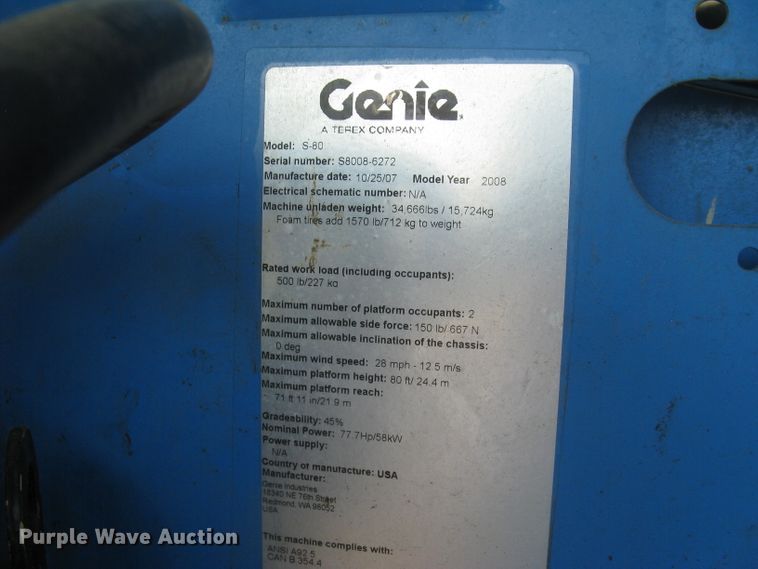 Genie
A TEREX COMPANY
Model: S-80
Serial number: S8008-6272
Manufacture date: 10/25/07 Model Year 2008
Electrical schematic number: N/A
Machine unladen weight: 34,666lbs / 15,724kg
Foam tires add 1570 lb/712 kg to weight
Rated work load (including occupants):
500 lb/227 kg
Maximum number of platform occupants: 2
Maximum allowable side force: 150 lb/ 667 N
Maximum allowable inclination of the chassis:
0 deg
Maximum wind speed: 28 mph - 12.5 m/s
Maximum platform height: 80 ft/ 24.4 m
Maximum platform reach:
71 ft 11 in/21.9 m
Gradeability: 45%
Nominal Power: 77.7Hp/58kW
Power supply:
N/A
Country of manufacture: USA
Manufacturer:
Genie Industries
18340 NE 76th Street
Redmond, WA 98052
USA
This machine complies with:
ANSI A92.5
CAN B 354.4
Purple Wave Auction